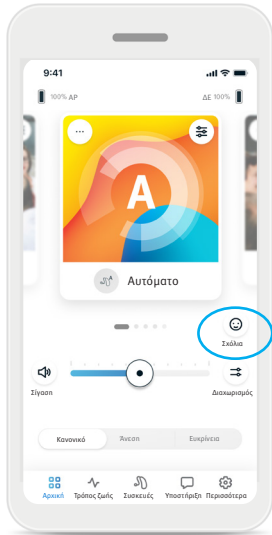 9:41
100% ΑΡ
ΔΕ 100%
...
A
Αυτόματο
Σχόλια
Σίγαση
Διαχωρισμός
Κανονικό Άνεση Ευκρίνεια
Αρχική Τρόπος ζωής Συσκευές Υποστήριξη Περισσότερα